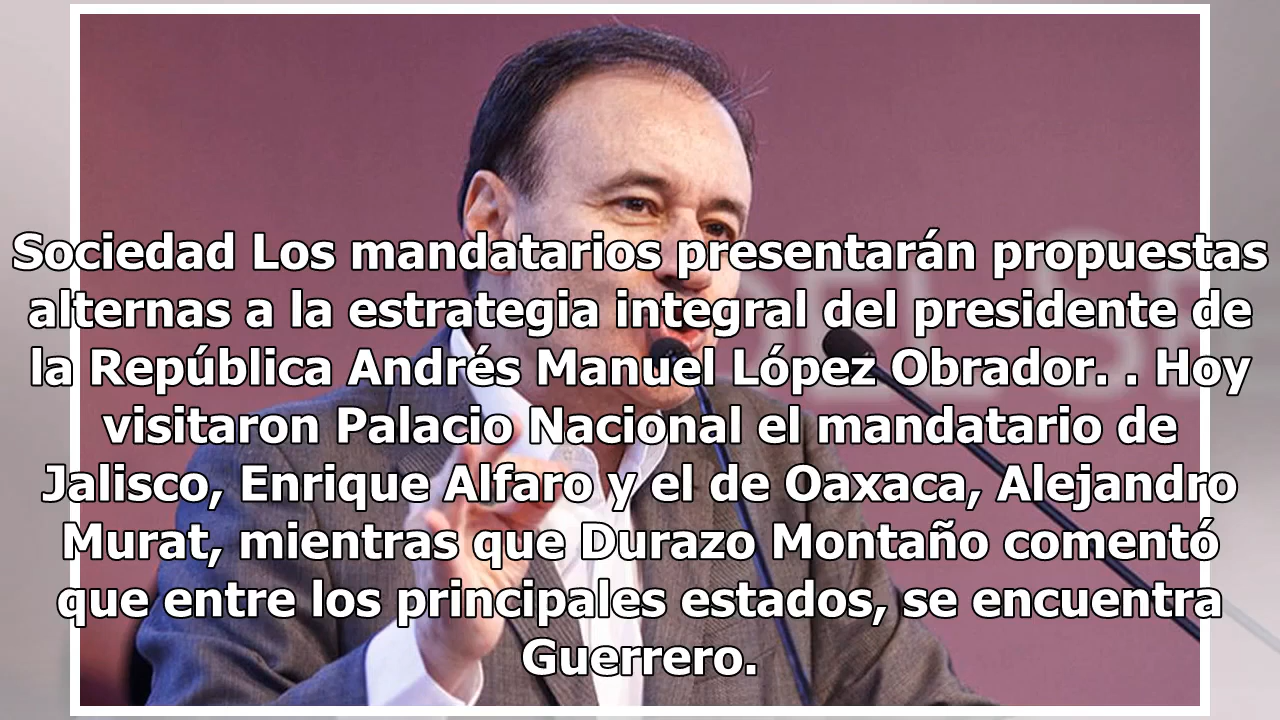 Sociedad Los mandatarios presentarán propuestas
alternas a la estrategia integral del presidente de
la República Andrés Manuel López Obrador. . Hoy
visitaron Palacio Nacional el mandatario de
Jalisco, Enrique Alfaro y el de Oaxaca, Alejandro
Murat, mientras que Durazo Montaño comentó
que entre los principales estados, se encuentra
Guerrero.